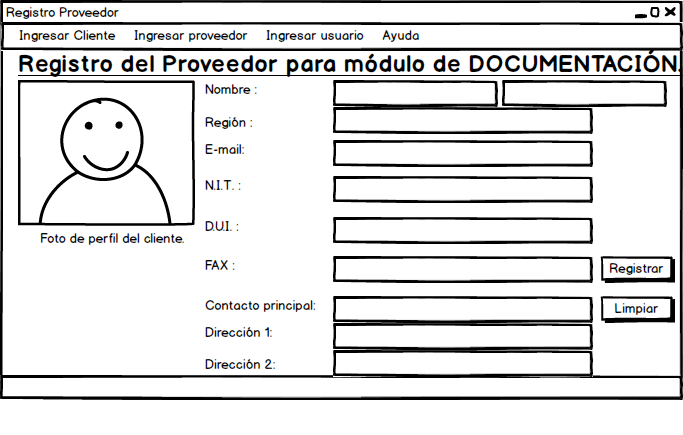 Registro Proveedor
Ingresar Cliente Ingresar proveedor Ingresar usuario Ayuda
Registro del Proveedor para módulo de DOCUMENTACIÓN.
Nombre :
Región :
E-mail:
N.I.T. :
Foto de perfil del cliente.
D.U.I. :
FAX :
Registrar
Contacto principal:
Limpiar
Dirección 1:
Dirección 2: